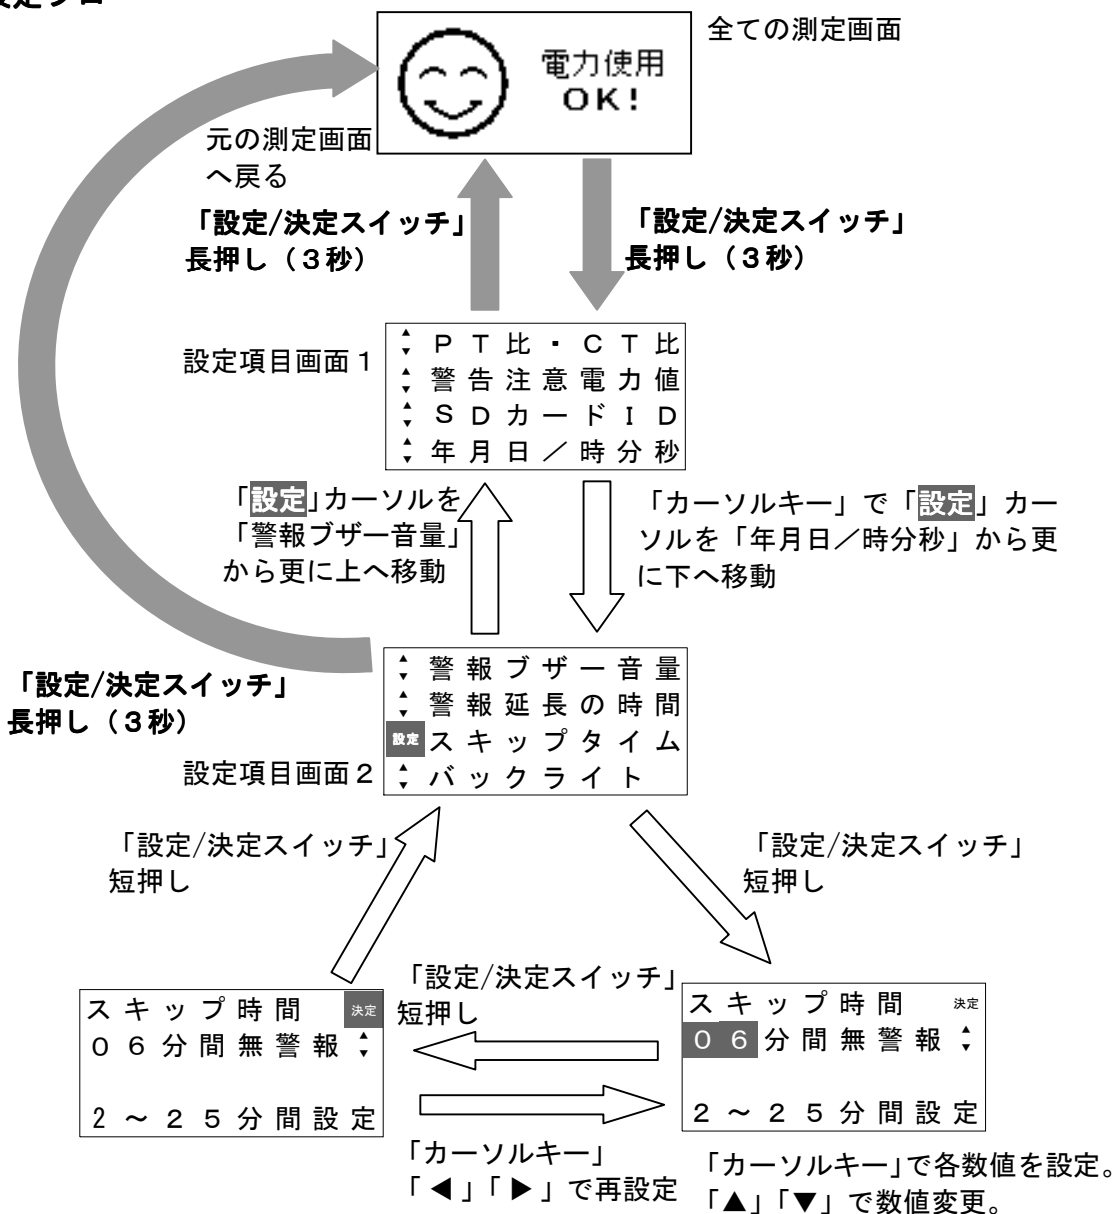 設定フロー
全ての測定画面
電力使用
OK!
元の測定画面
へ戻る
「設定/決定スイッチ」
長押し（３秒）
「設定/決定スイッチ」
長押し（３秒）
設定項目画面１
ＰＴ比・ＣＴ比
警告注意電力値
ＳＤカードＩＤ
年月日／時分秒
「設定」カーソルを
「警報ブザー音量」
から更に上へ移動
「カーソルキー」で「設定」カー
ソルを「年月日／時分秒」から更
に下へ移動
「設定/決定スイッチ」
長押し（３秒）
設定項目画面２
警報ブザー音量
警報延長の時間
設定 スキップタイム
バックライト
「設定/決定スイッチ」
短押し
「設定/決定スイッチ」
短押し
スキップ時間 決定
０６分間無警報
２～２５分間設定
「設定/決定スイッチ」
短押し
スキップ時間 決定
０６分間無警報
２～２５分間設定
「カーソルキー」
「◀」「▶」で再設定
「カーソルキー」で各数値を設定。
「▲」「▼」で数値変更。